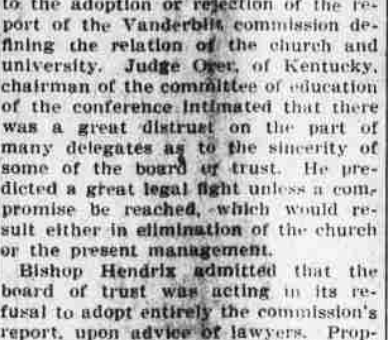 to the adoption or rejection of the re-
port of the Vanderbilt commission de-
fining the relation of the church and
university. Judge Orer, of Kentucky,
chairman of the committee of education
of the conference intimated that there
was a great distrust on the part of
many delegates as to the sincerity of
some of the board of trust. He pre-
dicted a great legal fight unless a com-
promise be reached, which would re-
sult either in elimination of the church
or the present management.
Bishop Hendrix admitted that the
board of trust was acting in its re-
fusal to adopt entirely the commission's
report, upon advice of lawyers. Prop-